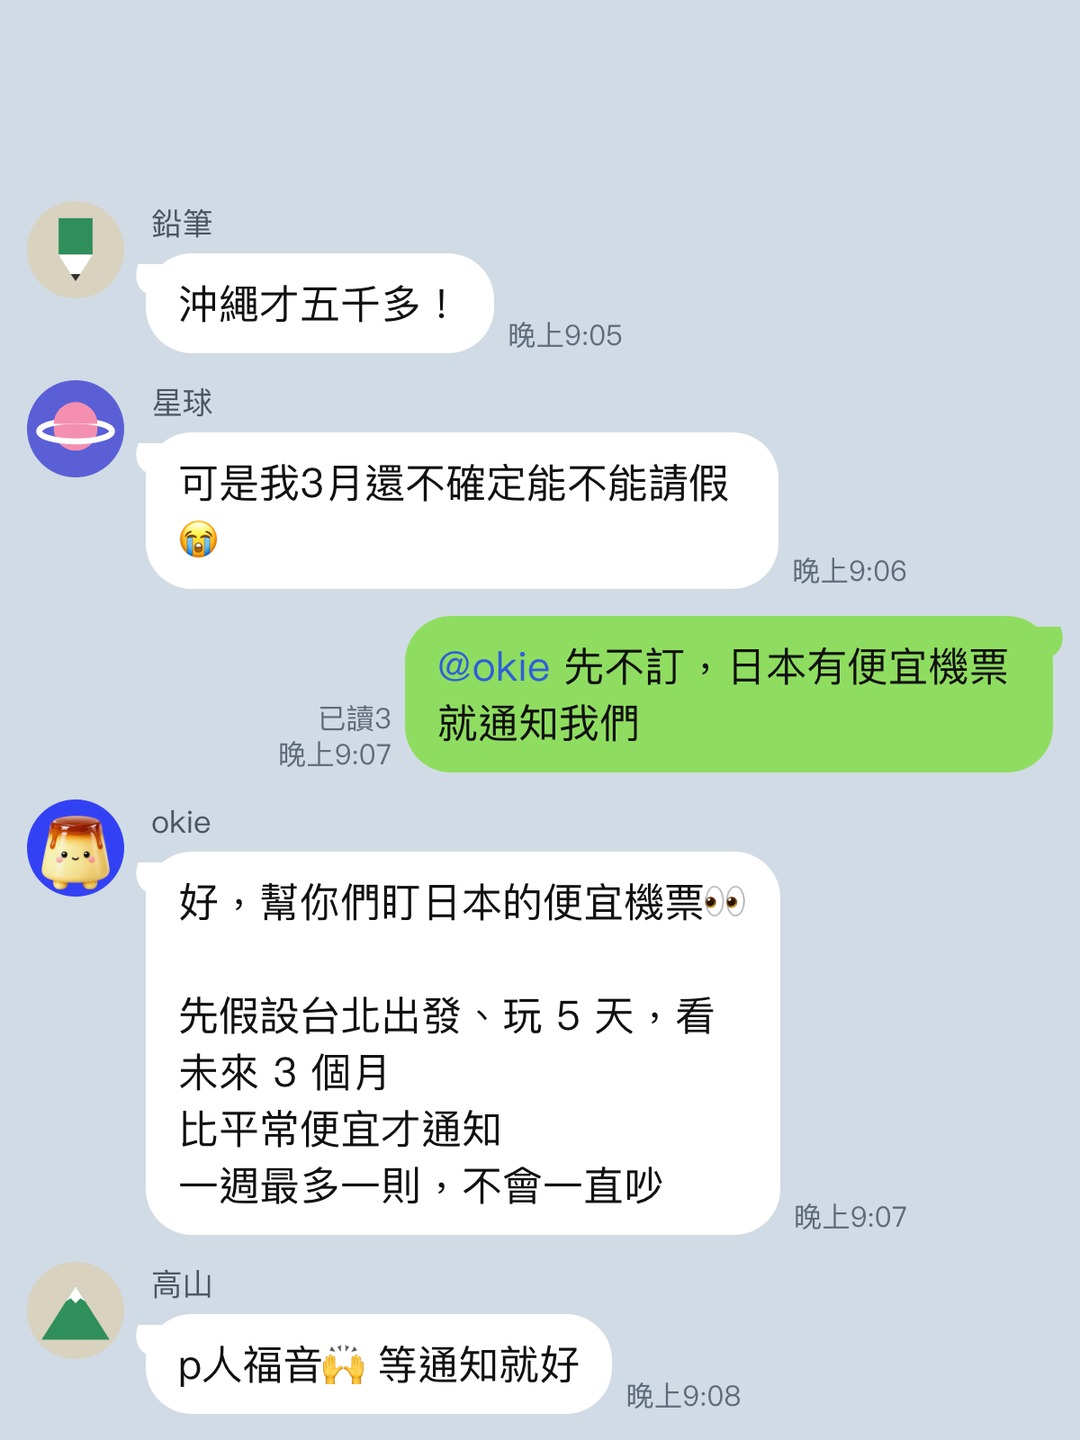 鉛筆
沖繩才五千多！
晚上9:05
星球
可是我3月還不確定能不能請假
😭
晚上9:06
@okie 先不訂，日本有便宜機票
就通知我們
已讀3
晚上9:07
okie
好，幫你們盯日本的便宜機票👀
先假設台北出發、玩 5 天，看
未來 3 個月
比平常便宜才通知
一週最多一則，不會一直吵
晚上9:07
高山
p人福音🙌 等通知就好
晚上9:08